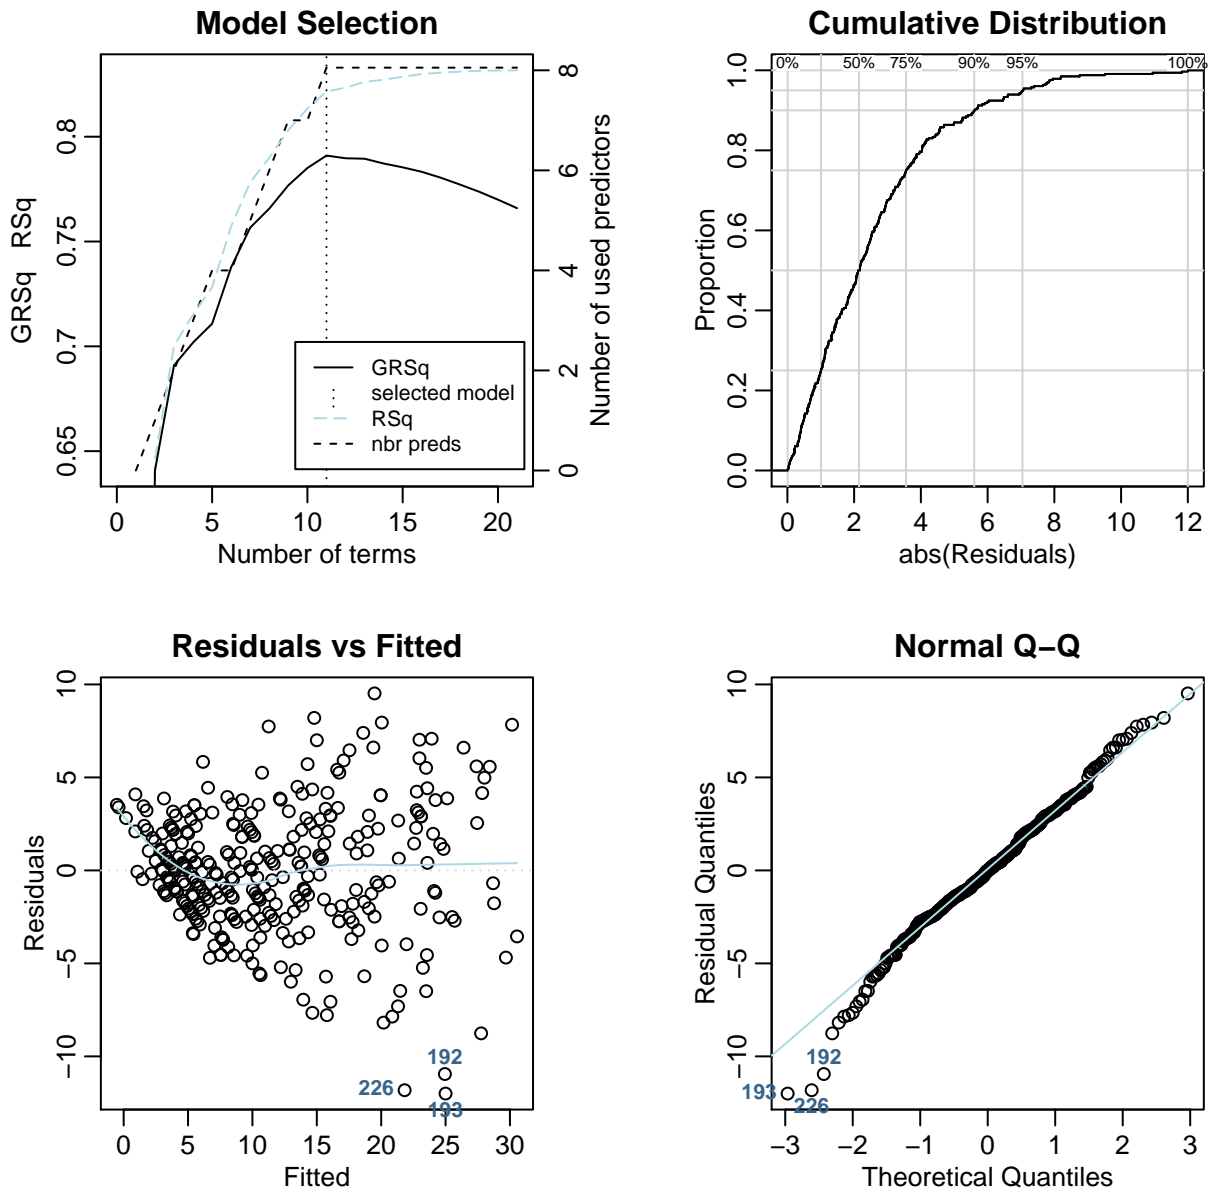 Model Selection
GRSq RSq
0.65 0.7 0.75 0.8
0 5 10 15 20
Number of terms
0 2 4 6 8
Number of used predictors
GRSq
selected model
RSq
nbr preds
Cumulative Distribution
0% 50% 75% 90% 95% 100%
Proportion
0.0 0.2 0.4 0.6 0.8 1.0
0 2 4 6 8 10 12
abs(Residuals)
Residuals vs Fitted
Residuals
−10 −5 0 5 10
192
226
193
0 5 10 15 20 25 30
Fitted
Normal Q−Q
Residual Quantiles
−10 −5 0 5 10
192
193
226
−3 −2 −1 0 1 2 3
Theoretical Quantiles